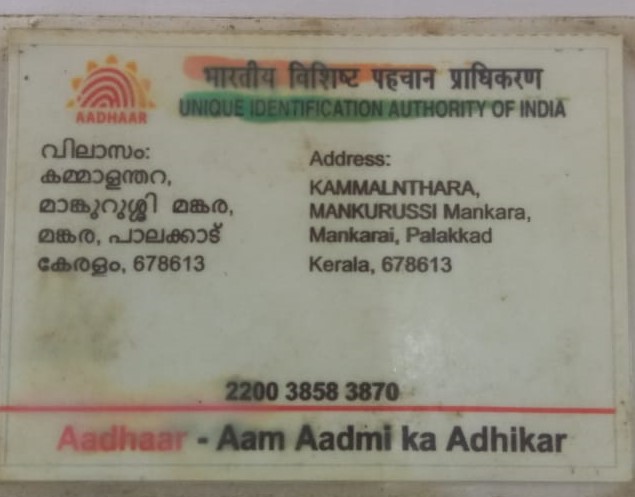 भारतीय विशिष्ट पहचान प्राधिकरण
AADHAAR
UNIQUE IDENTIFICATION AUTHORITY OF INDIA
വിലാസം:
കമ്മാളന്തറ,
മാങ്കുറുശ്ശി മങ്കര,
മങ്കര, പാലക്കാട്
കേരളം, 678613
Address:
KAMMALNTHARA,
MANKURUSSI Mankara,
Mankarai, Palakkad
Kerala, 678613
2200 3858 3870
Aadhaar - Aam Aadmi ka Adhikar